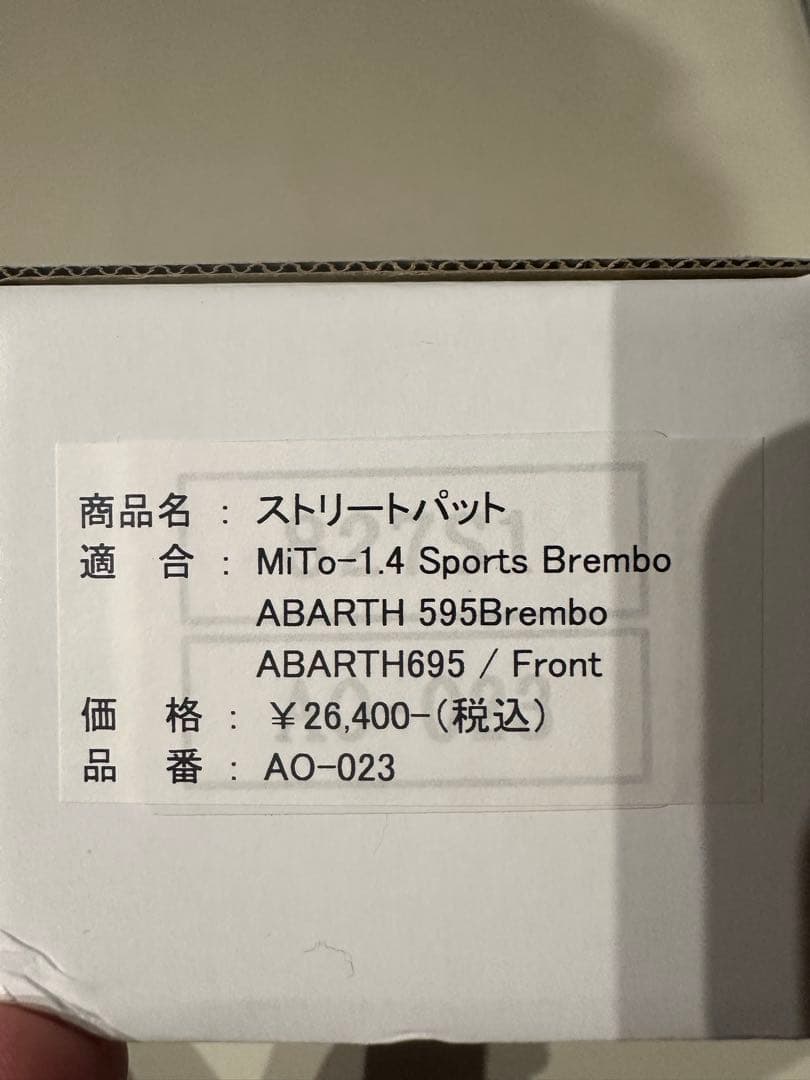 商品名 : ストリートパット
適 合 : MiTo-1.4 Sports Brembo
ABARTH 595Brembo
ABARTH695 / Front
価 格 : ￥26,400-(税込)
品 番 : AO-023